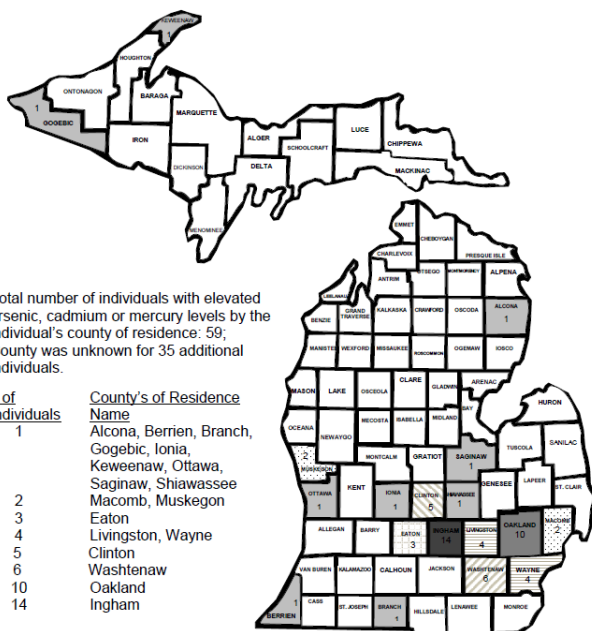 KEWEENAW
1
HOUGHTON
ONTONAGON
BARAGA
1
GOGEBIC
MARQUETTE
IRON
ALGER
LUCE
CHIPPEWA
SCHOOLCRAFT
DICKINSON
DELTA
MACKINAC
MENOMINEE
EMMET
CHEBOYGAN
PRESQUE ISLE
CHARLEVOIX
ANTRIM
OTSEGO
MONTMORENCY
ALPENA
LEELANAU
BENZIE
GRAND TRAVERSE
KALKASKA
CRAWFORD
OSCODA
ALCONA
1
MANISTEE
WEXFORD
MISSAUKEE
ROSCOMMON
OGEMAW
IOSCO
MASON
LAKE
OSCEOLA
CLARE
GLADWIN
ARENAC
HURON
OCEANA
NEWAYGO
MECOSTA
ISABELLA
MIDLAND
BAY
TUSCOLA
SANILAC
2
MUSKEGON
MONTCALM
GRATIOT
SAGINAW
1
KENT
GENESEE
LAPEER
ST. CLAIR
OTTAWA
1
IONIA
1
CLINTON
5
SHIAWASSEE
1
ALLEGAN
BARRY
EATON
3
INGHAM
14
LIVINGSTON
4
OAKLAND
10
MACOMB
2
VAN BUREN
KALAMAZOO
CALHOUN
JACKSON
WASHTENAW
6
WAYNE
4
1
BERRIEN
CASS
ST. JOSEPH
BRANCH
1
HILLSDALE
LENAWEE
MONROE
otal number of individuals with elevated
rsenic, cadmium or mercury levels by the
ndividual's county of residence: 59;
ounty was unknown for 35 additional
ndividuals.
of County's of Residence
ndividuals Name
1 Alcona, Berrien, Branch,
Gogebic, Ionia,
Keweenaw, Ottawa,
Saginaw, Shiawassee
2 Macomb, Muskegon
3 Eaton
4 Livingston, Wayne
5 Clinton
6 Washtenaw
10 Oakland
14 Ingham